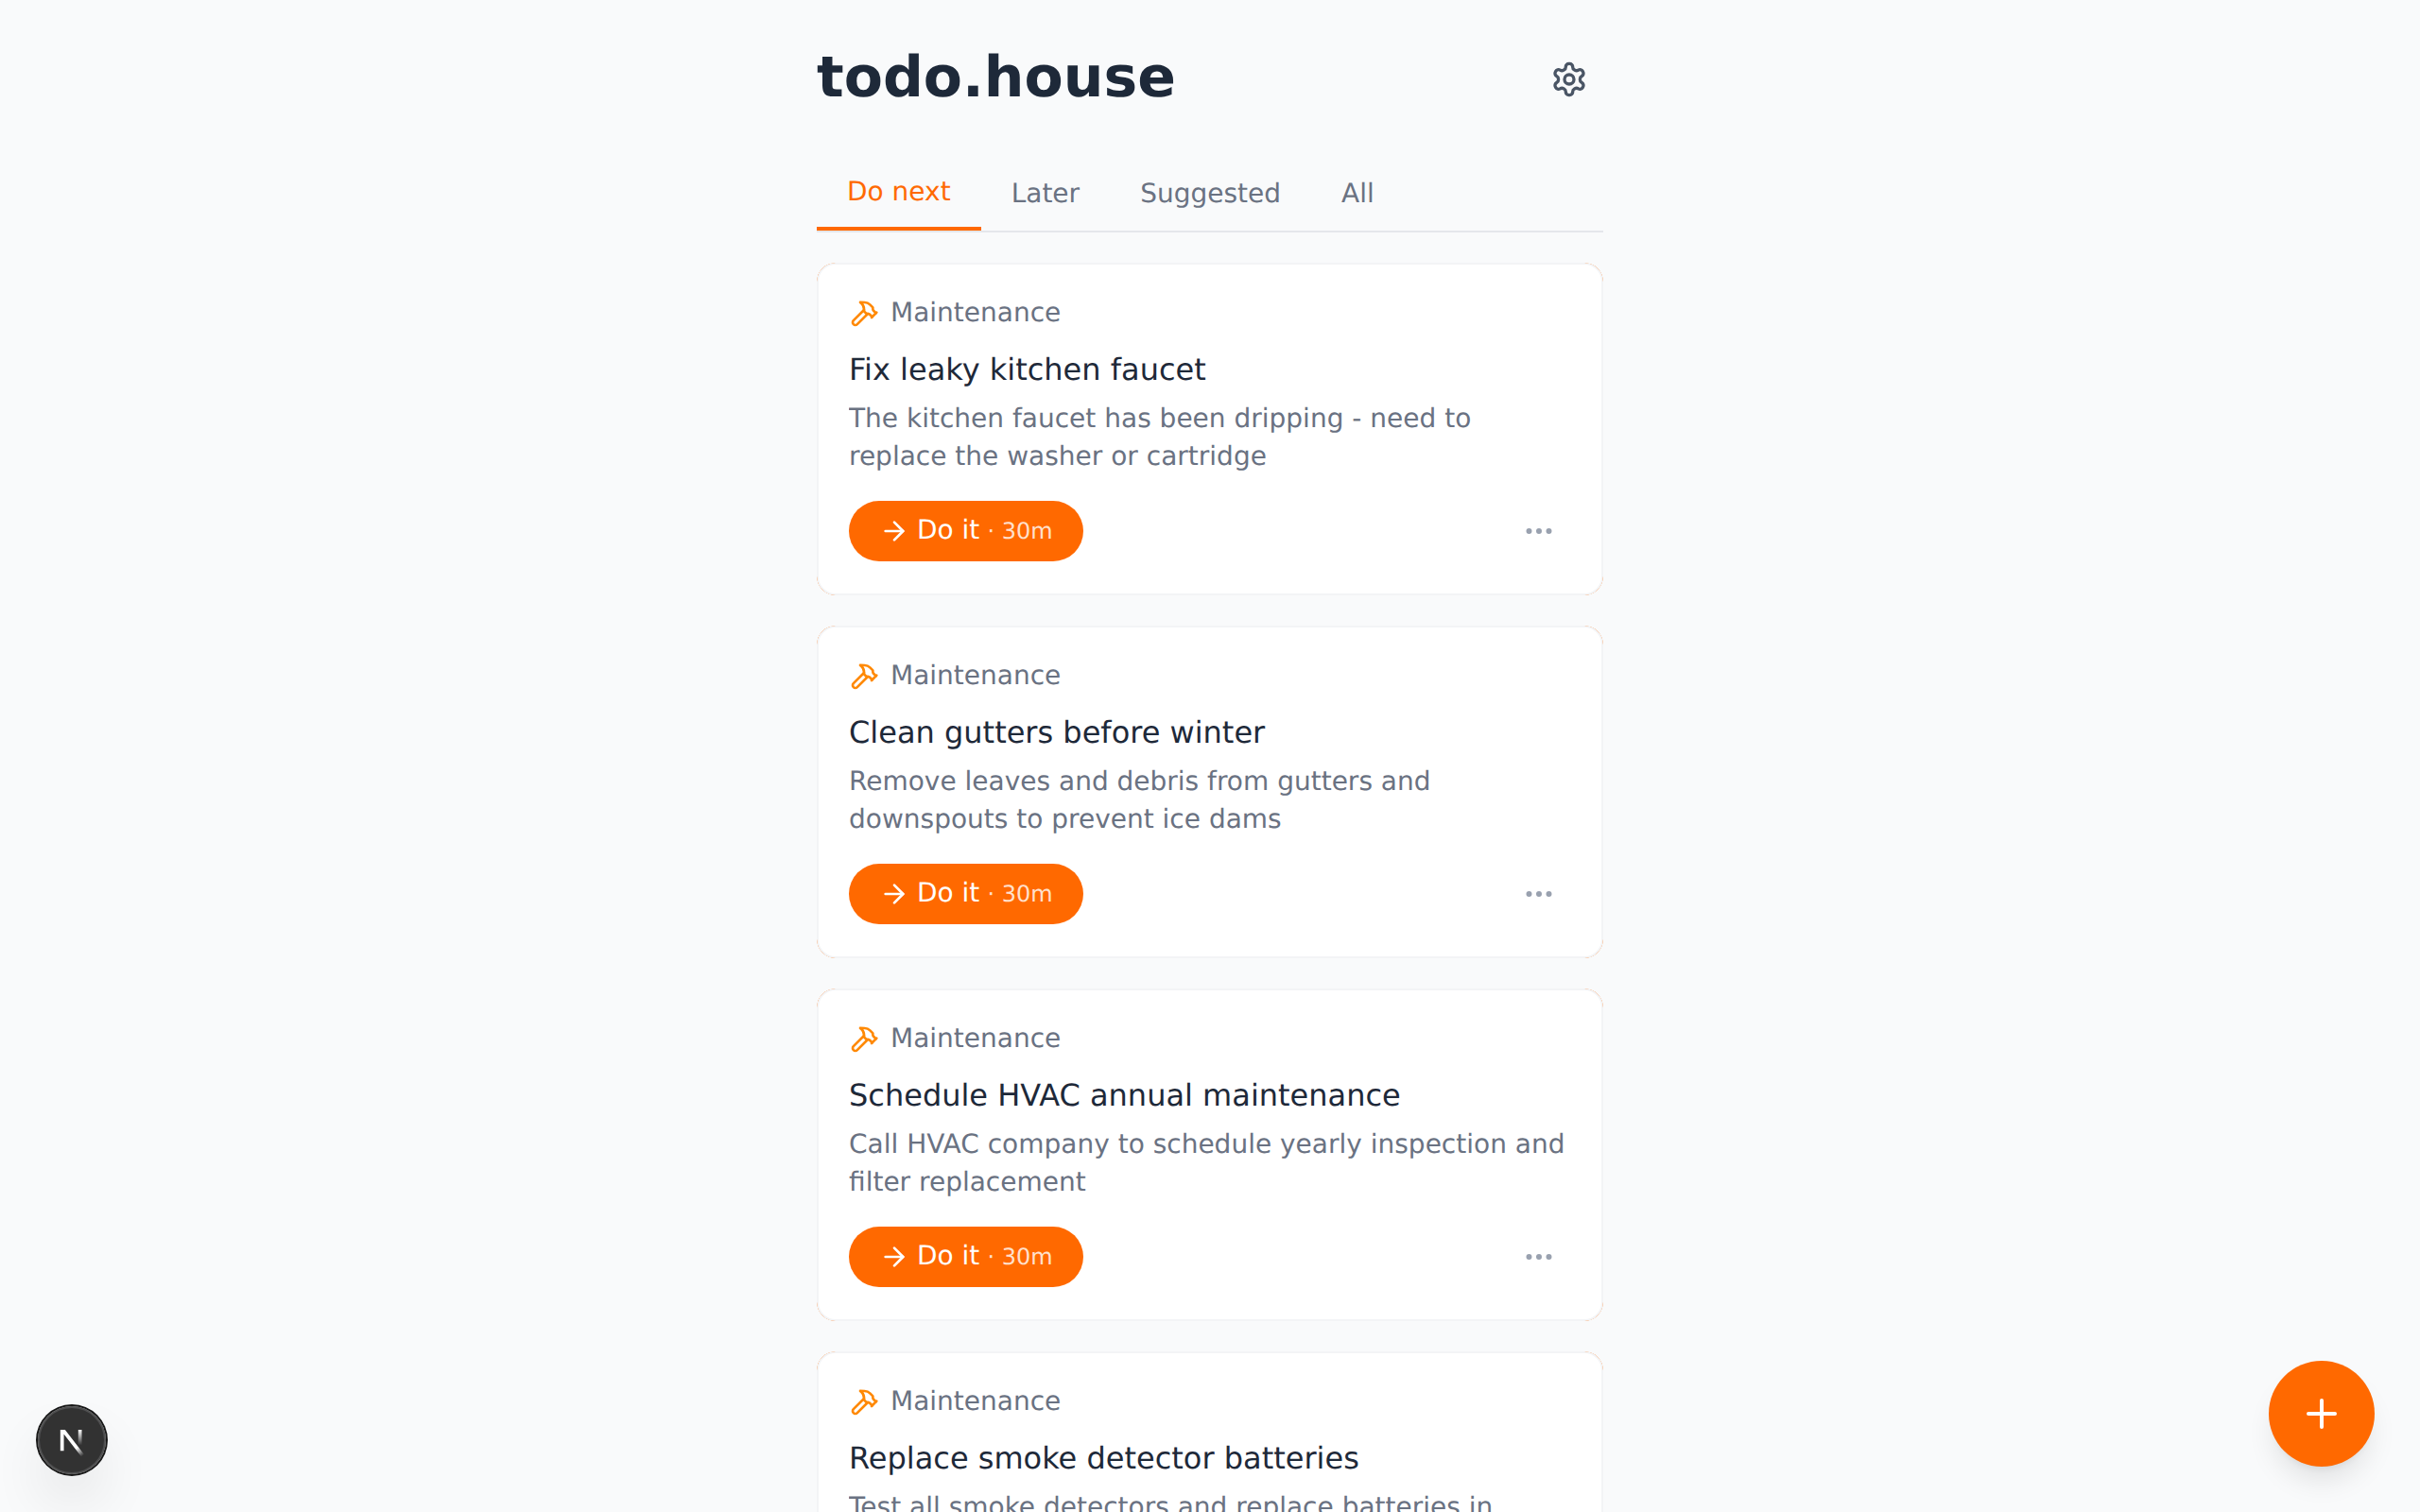 todo.house
Do next
Later
Suggested
All
Maintenance
Fix leaky kitchen faucet
The kitchen faucet has been dripping - need to
replace the washer or cartridge
Do it · 30m
Maintenance
Clean gutters before winter
Remove leaves and debris from gutters and
downspouts to prevent ice dams
Do it · 30m
Maintenance
Schedule HVAC annual maintenance
Call HVAC company to schedule yearly inspection and
filter replacement
Do it · 30m
Maintenance
Replace smoke detector batteries
Test all smoke detectors and replace batteries in
N